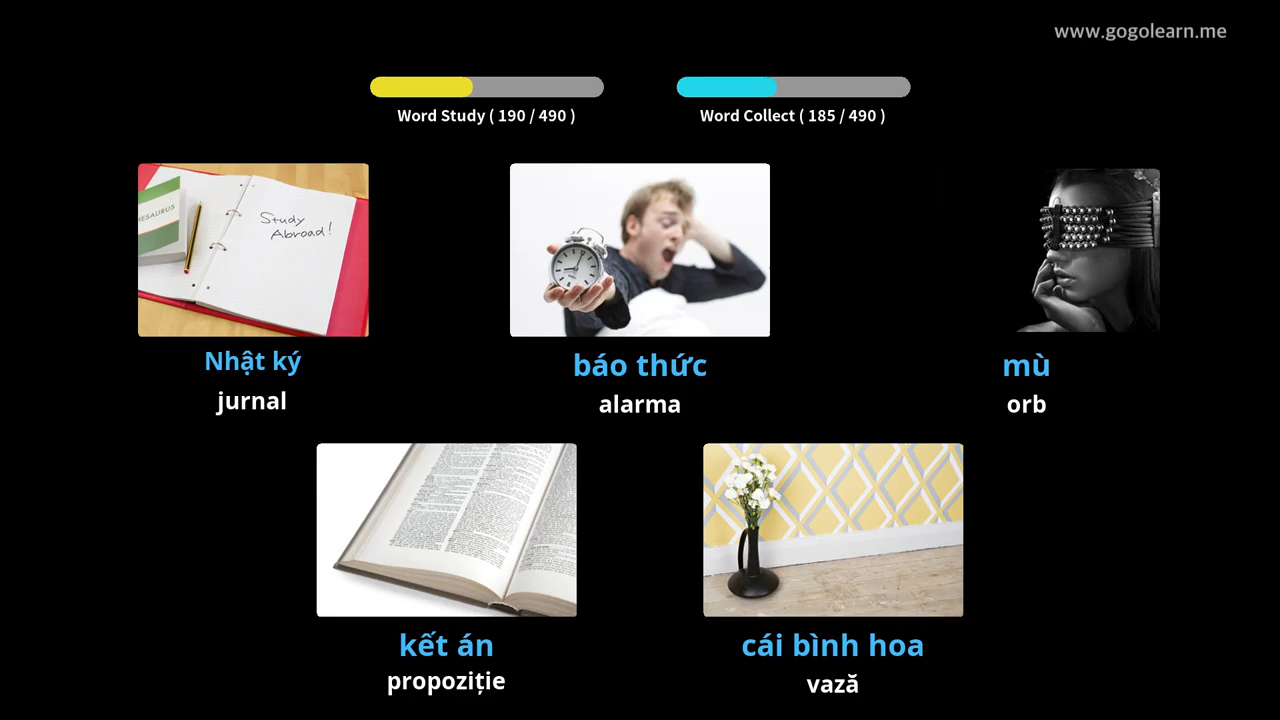 www.gogolearn.me
Word Study ( 190 / 490 )
Word Collect ( 185 / 490 )
HESAURUS
Study
Abroad!
Nhật ký
jurnal
báo thức
alarma
mù
orb
kết án
propoziție
cái bình hoa
vază